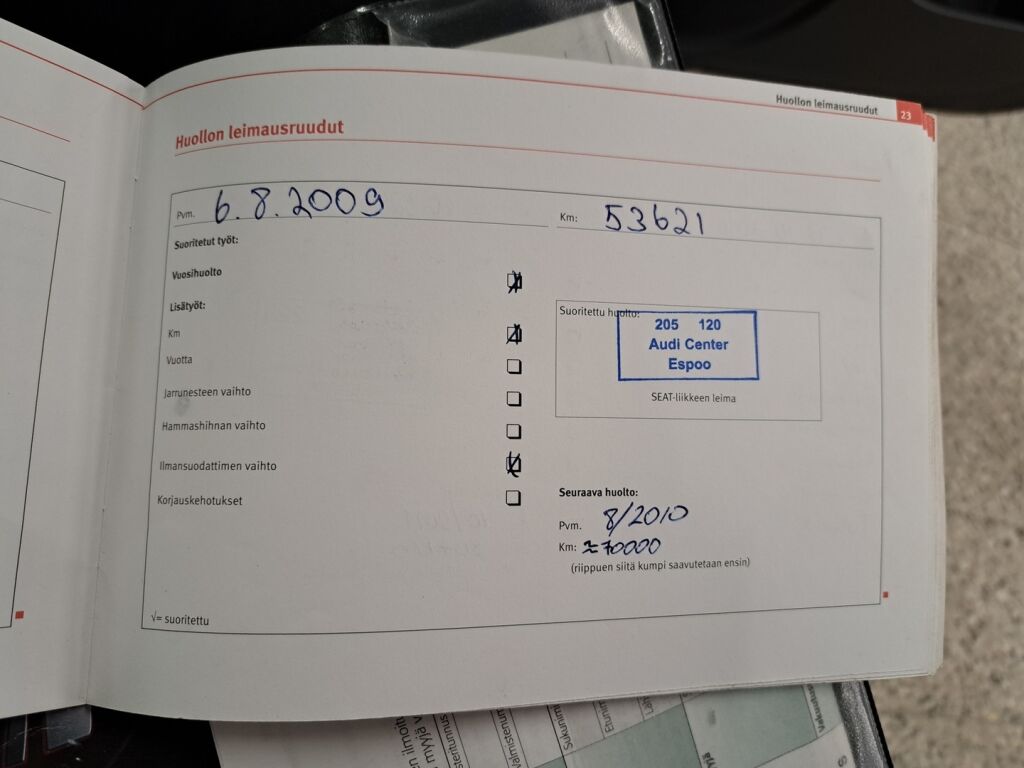 Huollon leimausruudut 23
Huollon leimausruudut
Pvm. 6.8.2009 Km: 53621
Suoritetut työt:
Vuosihuolto
Lisätyöt:
Km
Vuotta
Jarrunesteen vaihto
Hammashihnan vaihto
Ilmansuodattimen vaihto
Korjauskehotukset
√= suoritettu
Suoritettu huolto:
205 120
Audi Center
Espoo
SEAT-liikkeen leima
Seuraava huolto:
Pvm. 8/2010
Km: ≈70000
(riippuen siitä kumpi saavutetaan ensin)